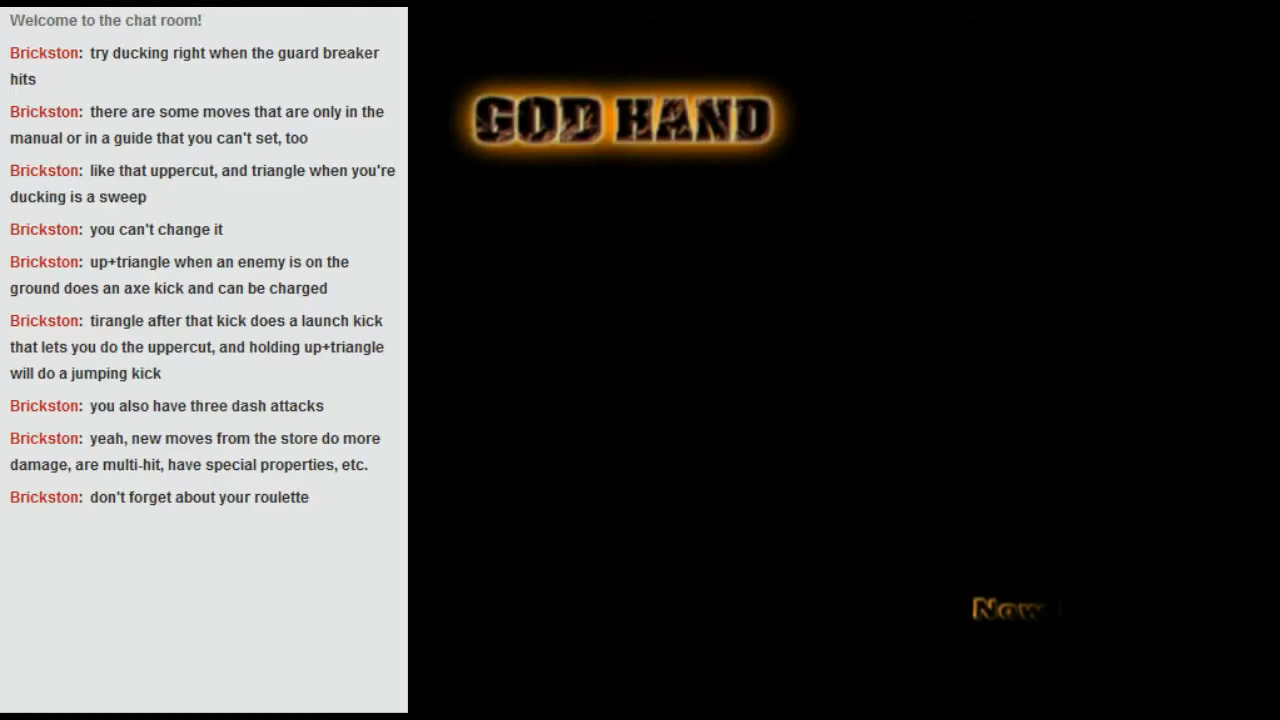 Welcome to the chat room!
Brickston: try ducking right when the guard breaker
hits
Brickston: there are some moves that are only in the
manual or in a guide that you can't set, too
Brickston: like that uppercut, and triangle when you're
ducking is a sweep
Brickston: you can't change it
Brickston: up+triangle when an enemy is on the
ground does an axe kick and can be charged
Brickston: tirangle after that kick does a launch kick
that lets you do the uppercut, and holding up+triangle
will do a jumping kick
Brickston: you also have three dash attacks
Brickston: yeah, new moves from the store do more
damage, are multi-hit, have special properties, etc.
Brickston: don't forget about your roulette
GOD HAND
Now